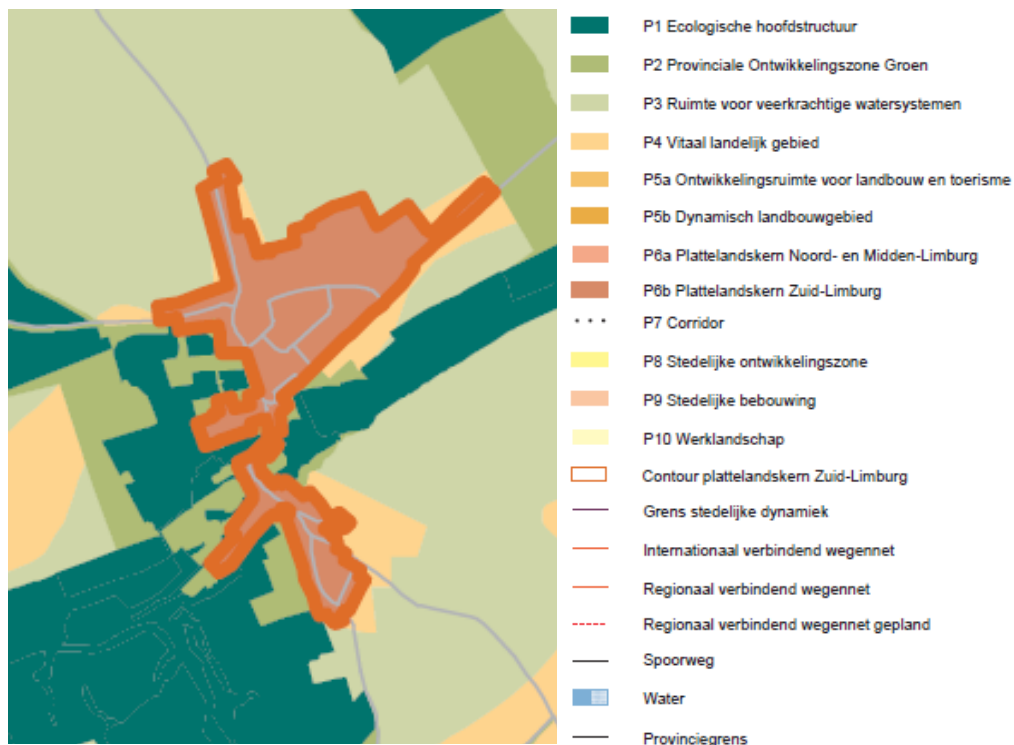 P1 Ecologische hoofdstructuur
P2 Provinciale Ontwikkelingszone Groen
P3 Ruimte voor veerkrachtige watersystemen
P4 Vitaal landelijk gebied
P5a Ontwikkelingsruimte voor landbouw en toerisme
P5b Dynamisch landbouwgebied
P6a Plattelandskern Noord- en Midden-Limburg
P6b Plattelandskern Zuid-Limburg
P7 Corridor
P8 Stedelijke ontwikkelingszone
P9 Stedelijke bebouwing
P10 Werklandschap
Contour plattelandskern Zuid-Limburg
Grens stedelijke dynamiek
Internationaal verbindend wegennet
Regionaal verbindend wegennet
Regionaal verbindend wegennet gepland
Spoorweg
Water
Provinciegrens